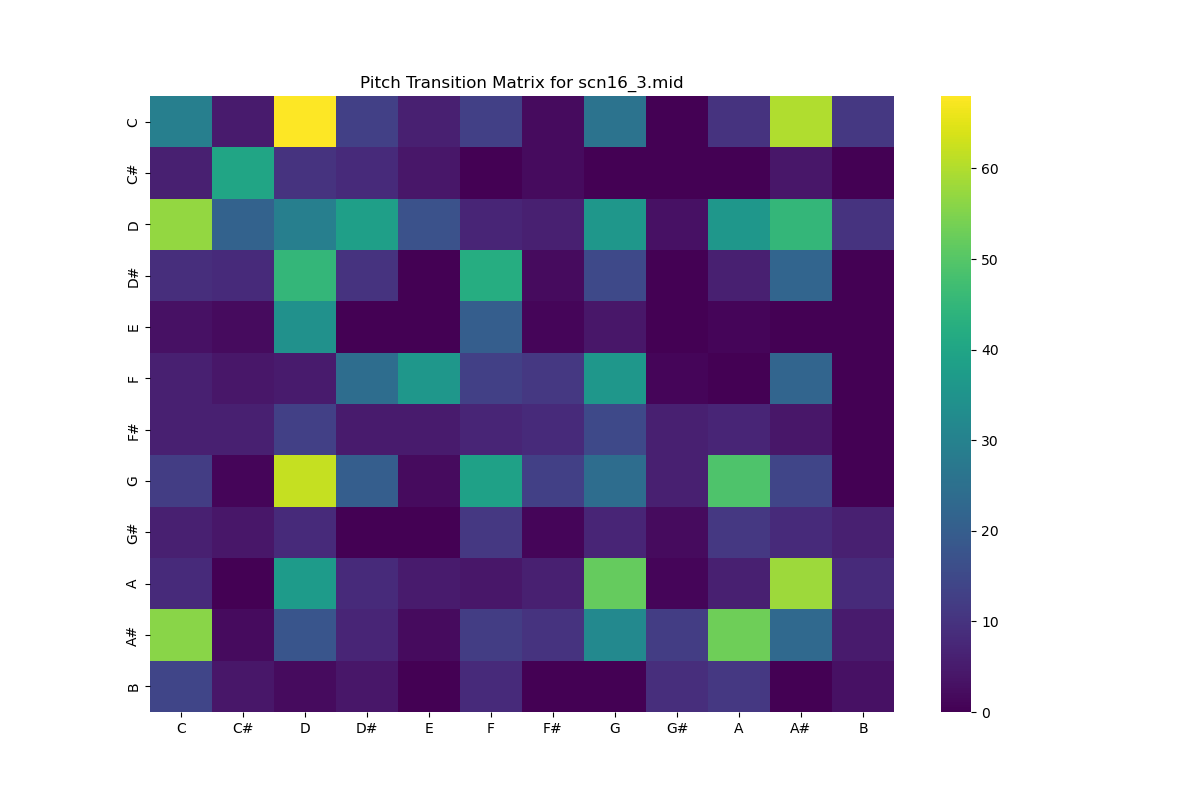 Pitch Transition Matrix for scn16_3.mid
C
C#
D
D#
E
F
F#
G
G#
A
A#
B
C C# D D# E F F# G G# A A# B
60
50
40
30
20
10
0